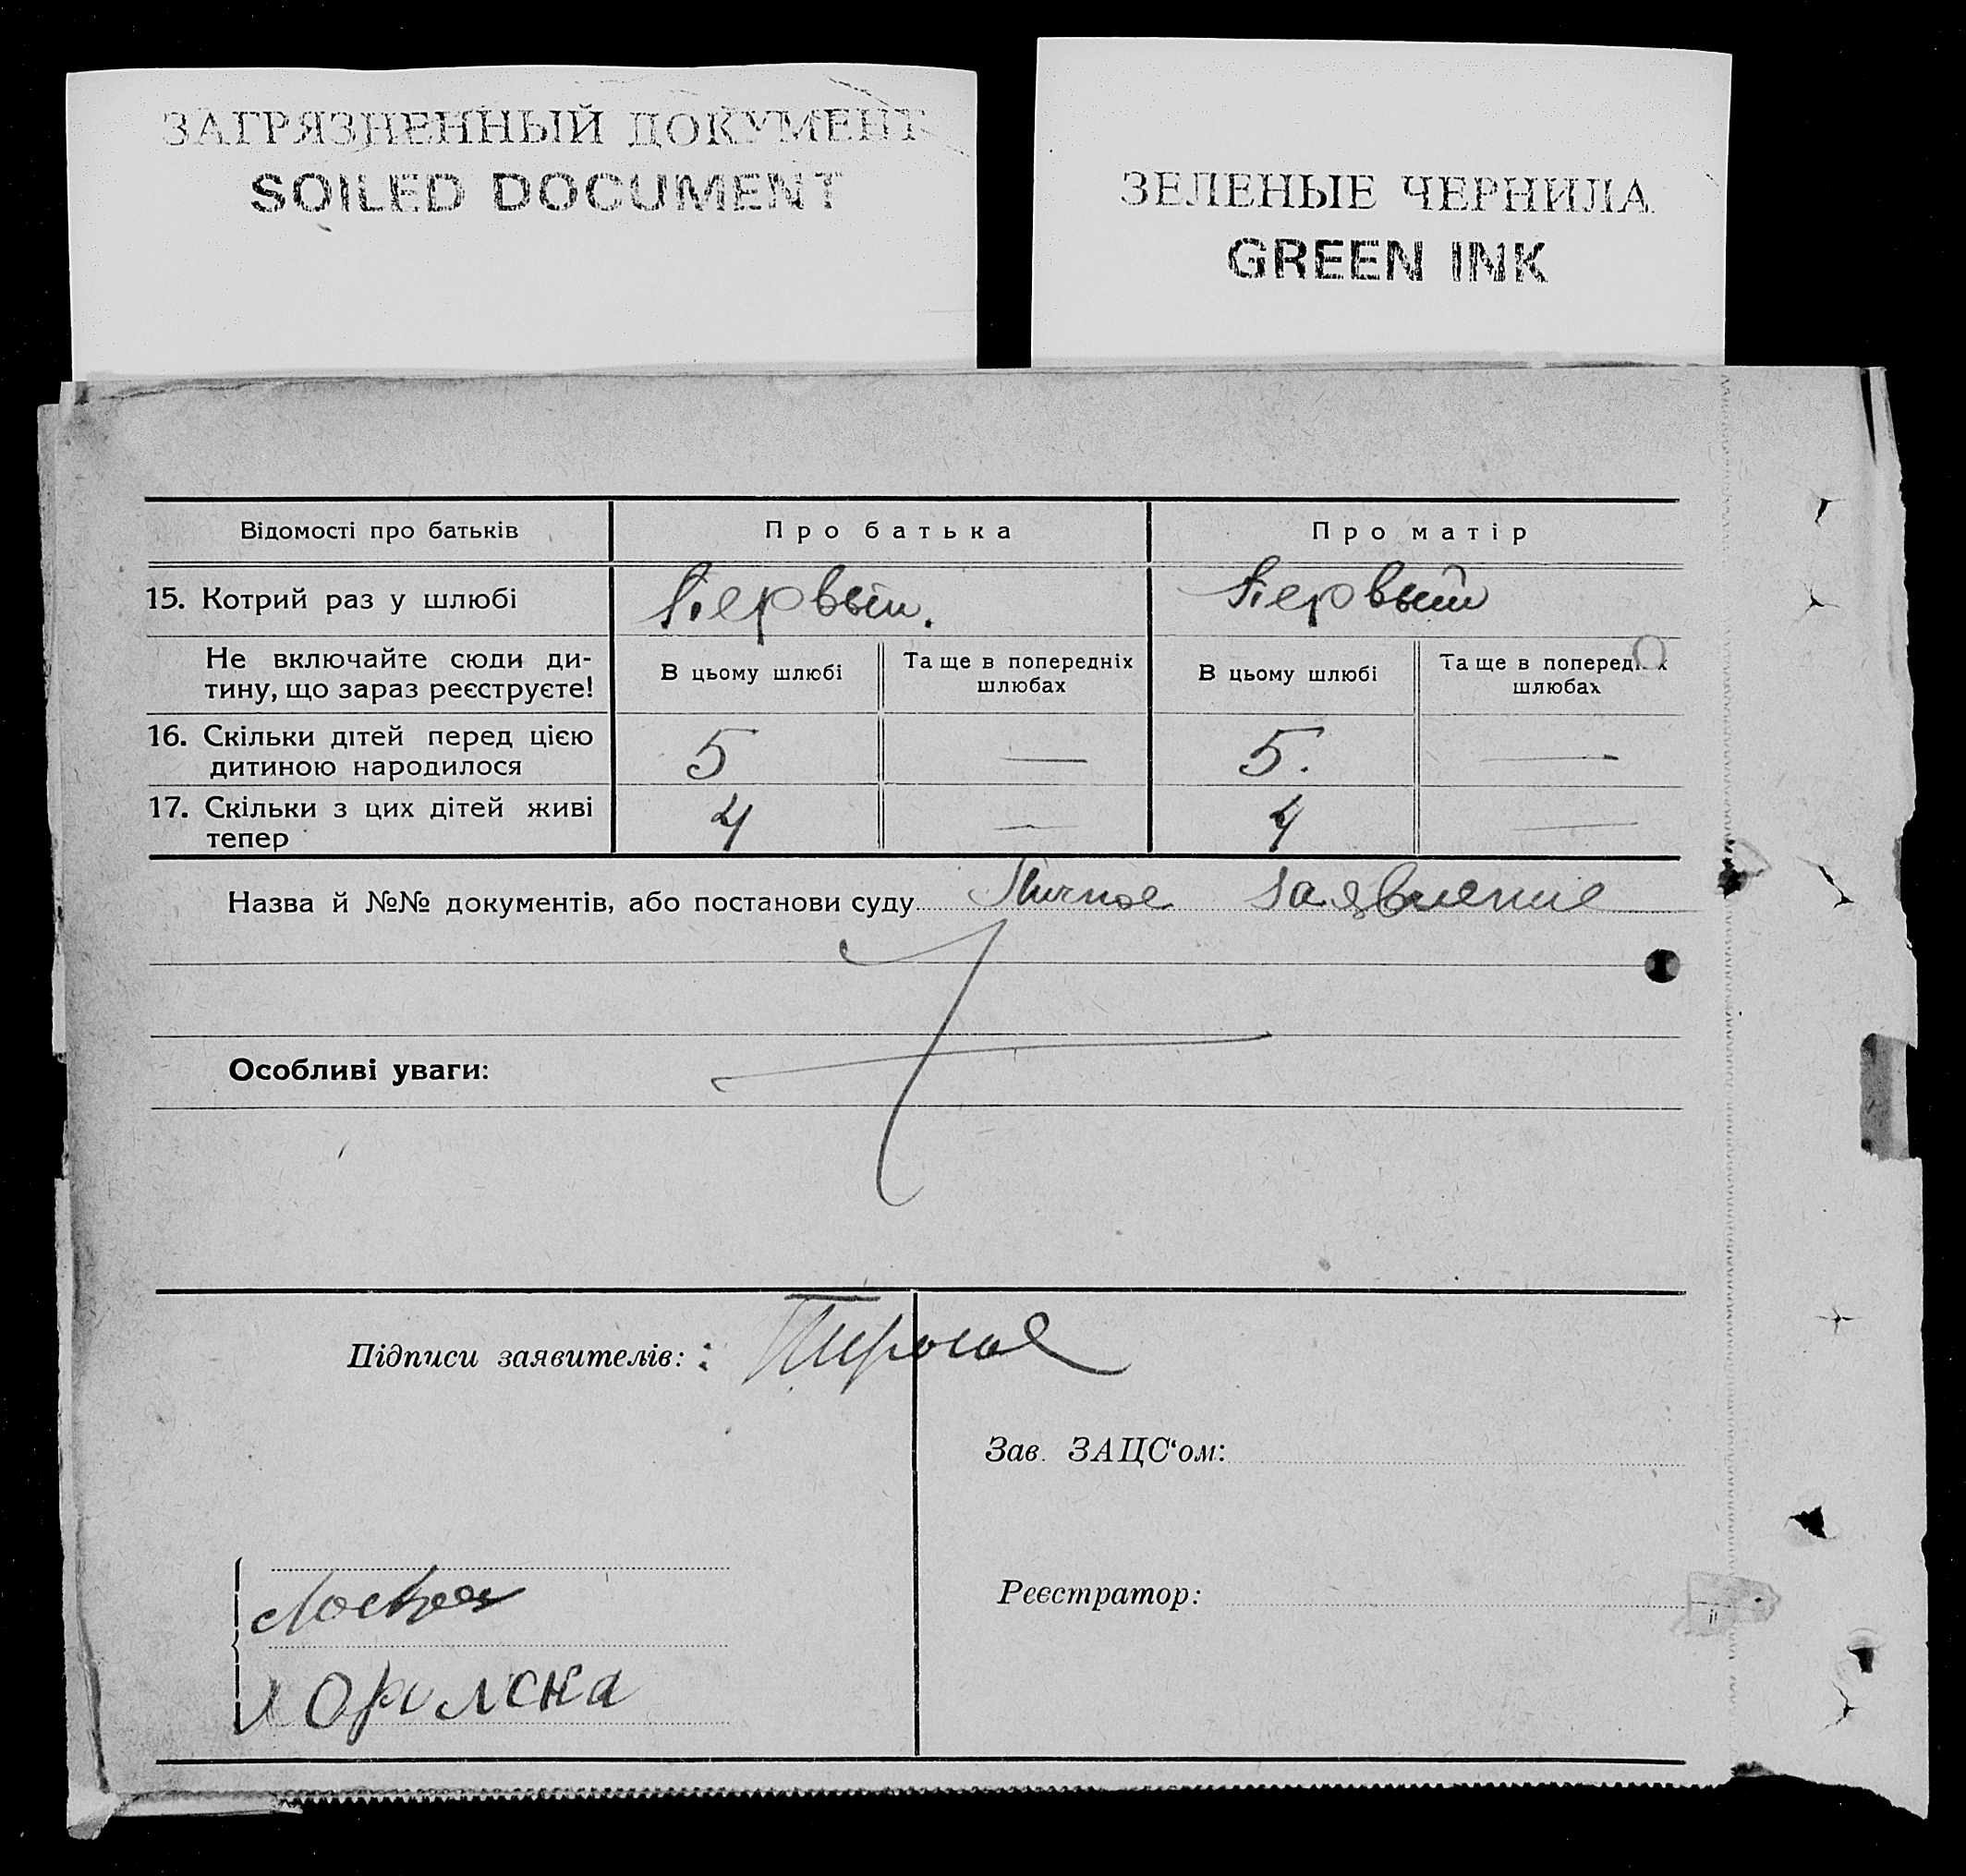 ЗАГРЯЗНЕННЫЙ ДОКУМЕНТ
SOILED DOCUMENT
ЗЕЛЕНЫЕ ЧЕРНИЛА
GREEN INK
Відомості про батьків
Про батька
Про матір
15. Котрий раз у шлюбі
Первый.
Первый
Не включайте сюди ди-
тину, що зараз реєструєте!
В цьому шлюбі
Та ще в попередніх
шлюбах
В цьому шлюбі
Та ще в попередніх
шлюбах
16. Скільки дітей перед цією
дитиною народилося
5
—
5.
—
17. Скільки з цих дітей живі
тепер
4
—
4
—
Назва й №№ документів, або постанови суду Личное заявление
Особливі уваги:
Підписи заявителів:
Зав. ЗАЦС‘ом:
Реєстратор: